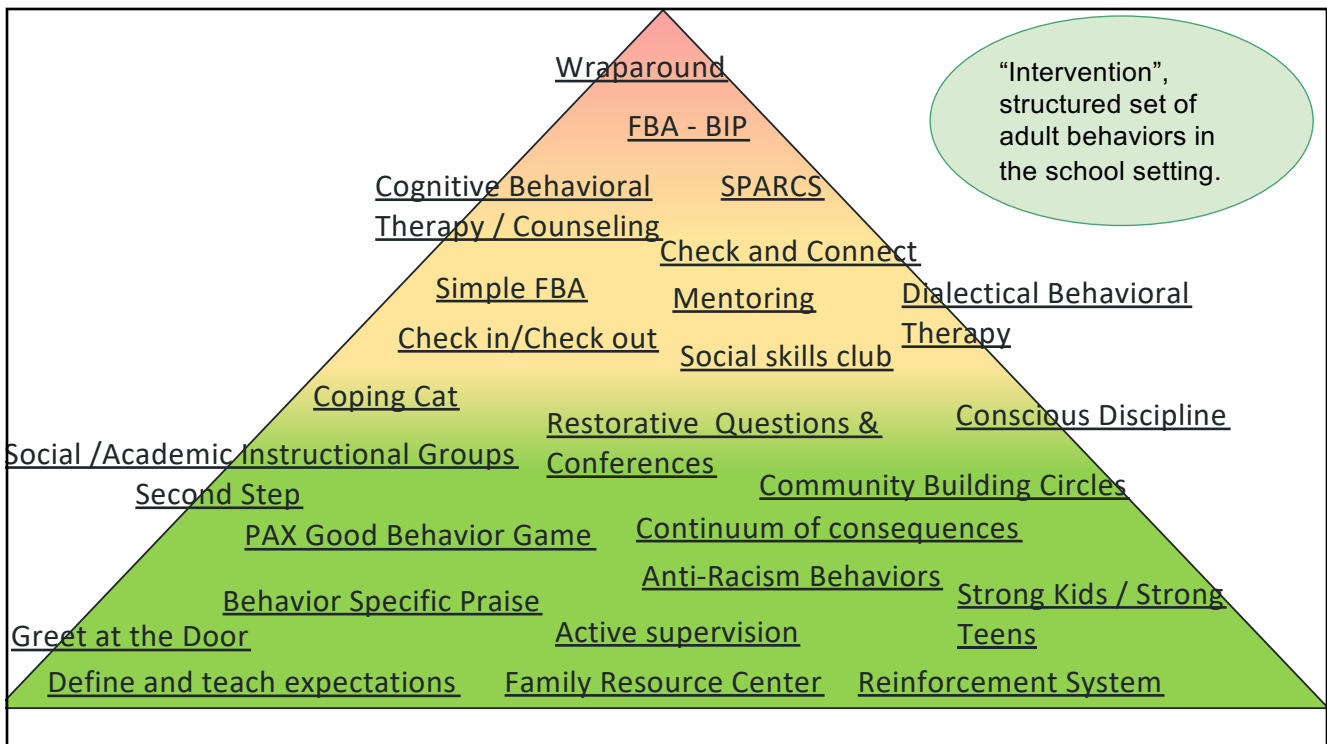 Wraparound
“Intervention”,
structured set of
adult behaviors in
the school setting.
FBA - BIP
Cognitive Behavioral
Therapy / Counseling
SPARCS
Check and Connect
Simple FBA
Mentoring
Dialectical Behavioral
Therapy
Check in/Check out
Social skills club
Coping Cat
Restorative Questions &
Conferences
Conscious Discipline
Social /Academic Instructional Groups
Second Step
Community Building Circles
PAX Good Behavior Game
Continuum of consequences
Anti-Racism Behaviors
Behavior Specific Praise
Strong Kids / Strong
Teens
Greet at the Door
Active supervision
Define and teach expectations
Family Resource Center
Reinforcement System